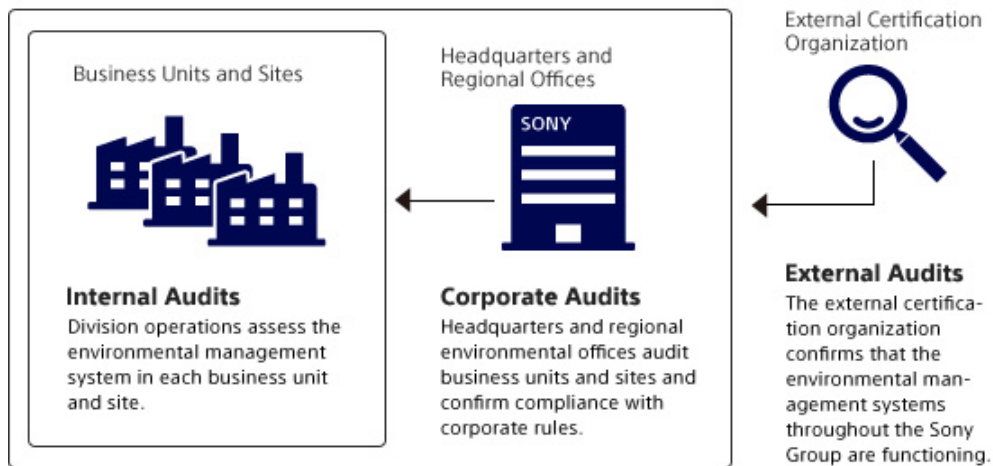 Business Units and Sites
Internal Audits
Division operations assess the
environmental management
system in each business unit
and site.
Headquarters and
Regional Offices
SONY
Corporate Audits
Headquarters and regional
environmental offices audit
business units and sites and
confirm compliance with
corporate rules.
External Certification
Organization
External Audits
The external certifica-
tion organization
confirms that the
environmental man-
agement systems
throughout the Sony
Group are functioning.